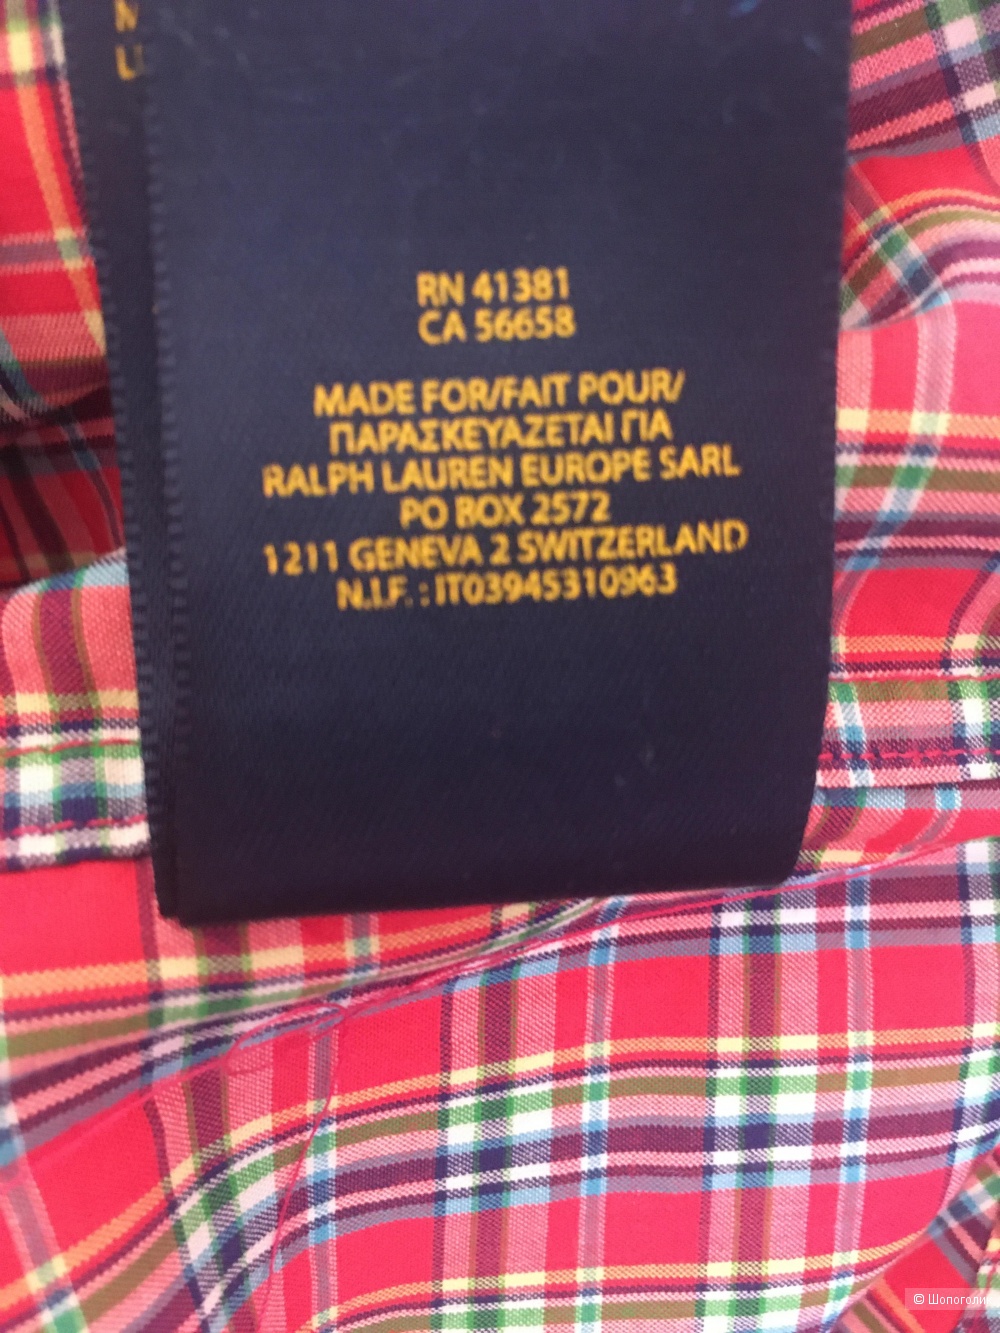 RN 41381
CA 56658
MADE FOR/FAIT POUR/
ΠΑΡΑΣΚΕΥΑΖΕΤΑΙ ΓΙΑ
RALPH LAUREN EUROPE SARL
PO BOX 2572
1211 GENEVA 2 SWITZERLAND
N.I.F. : IT03945310963
© Шопоголи